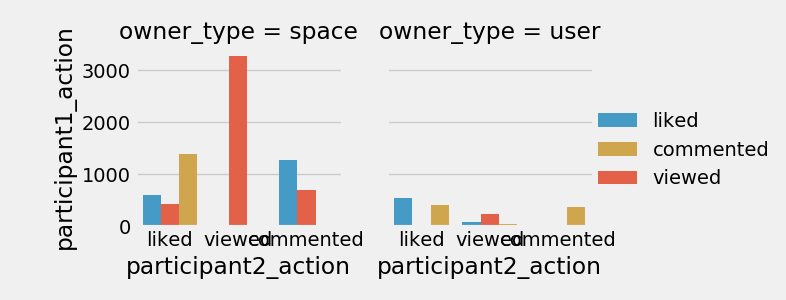 owner_type = space
owner_type = user
participant1_action
3000
2000
1000
0
liked
viewed
commented
liked
viewed
commented
participant2_action
participant2_action
liked
commented
viewed